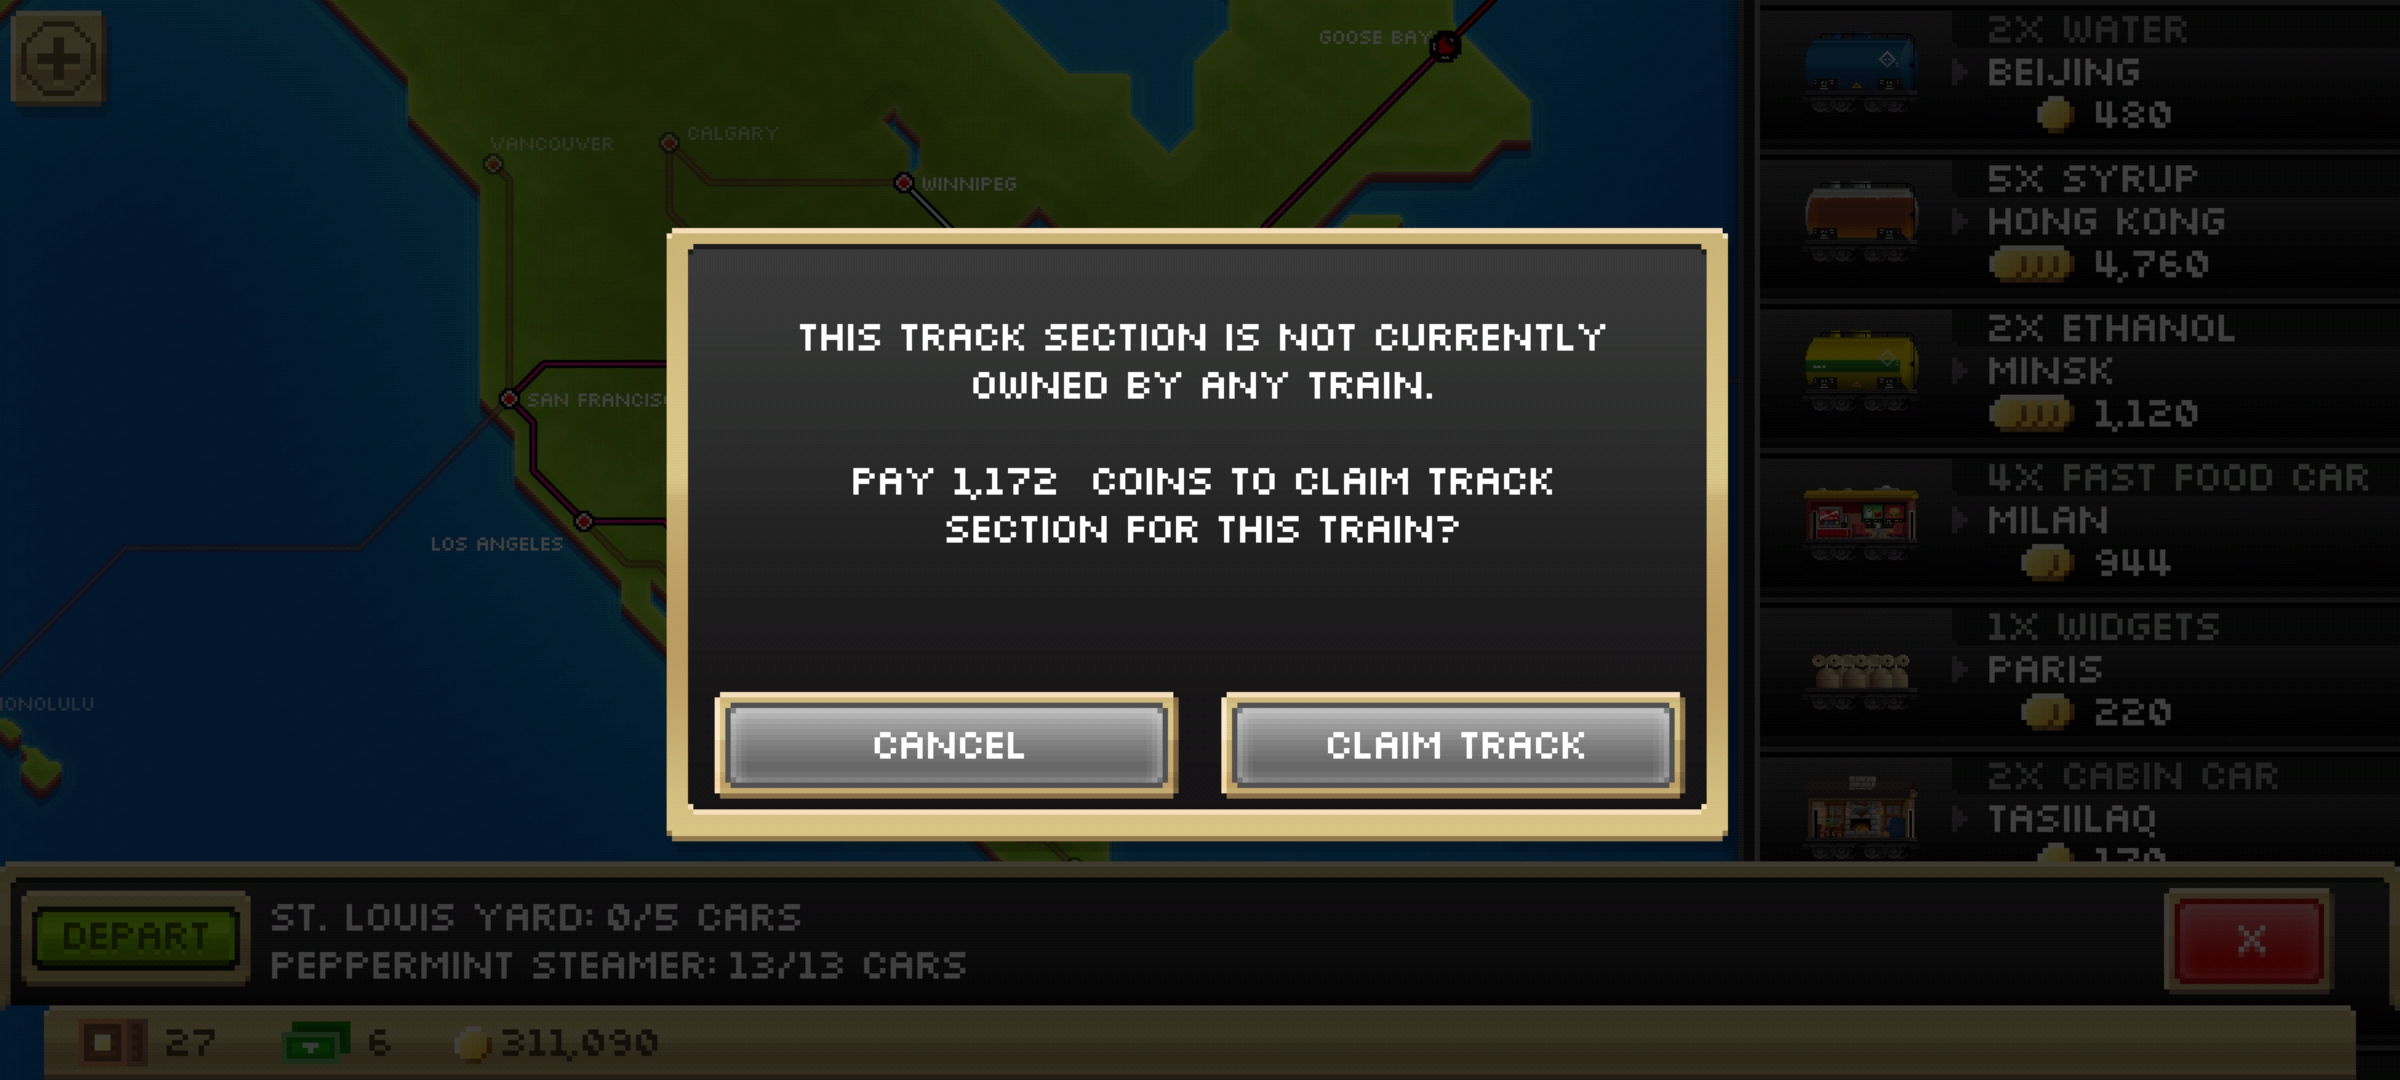 GOOSE BAY
VANCOUVER
CALGARY
WINNIPEG
SAN FRANCISC
LOS ANGELES
ONOLULU
THIS TRACK SECTION IS NOT CURRENTLY
OWNED BY ANY TRAIN.
PAY 1,172 COINS TO CLAIM TRACK
SECTION FOR THIS TRAIN?
CANCEL
CLAIM TRACK
2X WATER
BEIJING
480
5X SYRUP
HONG KONG
4,760
2X ETHANOL
MINSK
1,120
4X FAST FOOD CAR
MILAN
944
1X WIDGETS
PARIS
220
2X CABIN CAR
TASIILAQ
170
DEPART
ST. LOUIS YARD: 0/5 CARS
PEPPERMINT STEAMER: 13/13 CARS
X
27
6
311,090